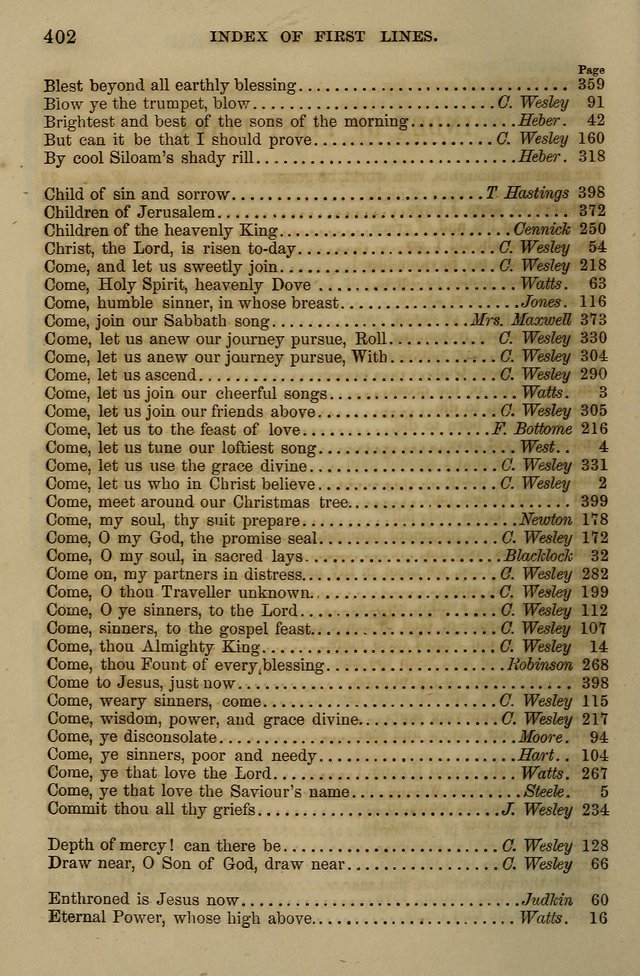 402 INDEX OF FIRST LINES.
Page
Blest beyond all earthly blessing.............................. 359
Blow ye the trumpet, blow..............................C. Wesley 91
Brightest and best of the sons of the morning............Heber. 42
But can it be that I should prove......................C. Wesley 160
By cool Siloam's shady rill..............................Heber. 318
Child of sin and sorrow..............................T Hastings 398
Children of Jerusalem........................................ 372
Children of the heavenly King..........................Cennick 250
Christ, the Lord, is risen to-day......................C. Wesley 54
Come, and let us sweetly join..........................C. Wesley 218
Come, Holy Spirit, heavenly Dove ......................Watts. 63
Come, humble sinner, in whose breast..................Jones. 116
Come, join our Sabbath song......................Mrs. Maxwell 373
Come, let us anew our journey pursue, Roll.......... C. Wesley 330
Come, let us anew our journey pursue, With..........C. Wesley 304
Come, let us ascend..................................C. Wesley 290
Come, let us join our cheerful songs....................Watts. 3
Come, let us join our friends above....................C. Wesley 305
Come, let us to the feast of love......................F. Bottome 216
Come, let us tune our loftiest song......................West.. 4
Come, let us use the grace divine......................C. Wesley 331
Come, let us who in Christ believe....................C. Wesley 2
Come, meet around our Christmas tree........................ 399
Come, my soul, thy suit prepare........................Newton 178
Come, O my God, the promise seal....................C. Wesley 172
Come, O my soul, in sacred lays......................Blacklock 32
Come on, my partners in distress......................C. Wesley 282
Come, O thou Traveller unknown......................C. Wesley 199
Come, O ye sinners, to the Lord.............. ......C. Wesley 112
Come, sinners, to the gospel feast....................C. Wesley 107
Come, thou Almighty King............................C. Wesley 14
Come, thou Fount of every blessing....................Robinson 268
Come to Jesus, just now...................................... 398
Come, weary sinners, come............................C. Wesley 115
Come, wisdom, power, and grace divine................C. Wesley 217
Come, ye disconsolate..................................Moore. 94
Come, ye sinners, poor and needy......................Hart.. 104
Come, ye that love the Lord............................Watts. 267
Come, ye that love the Saviour's name..................Steele. 5
Commit thou all thy griefs............................J. Wesley 234
Depth of mercy! can there be..........................C. Wesley 128
Draw near, O Son of God, draw near..................C. Wesley 66
Enthroned is Jesus now................................Judkin 60
Eternal Power, whose high above......................Watts. 16